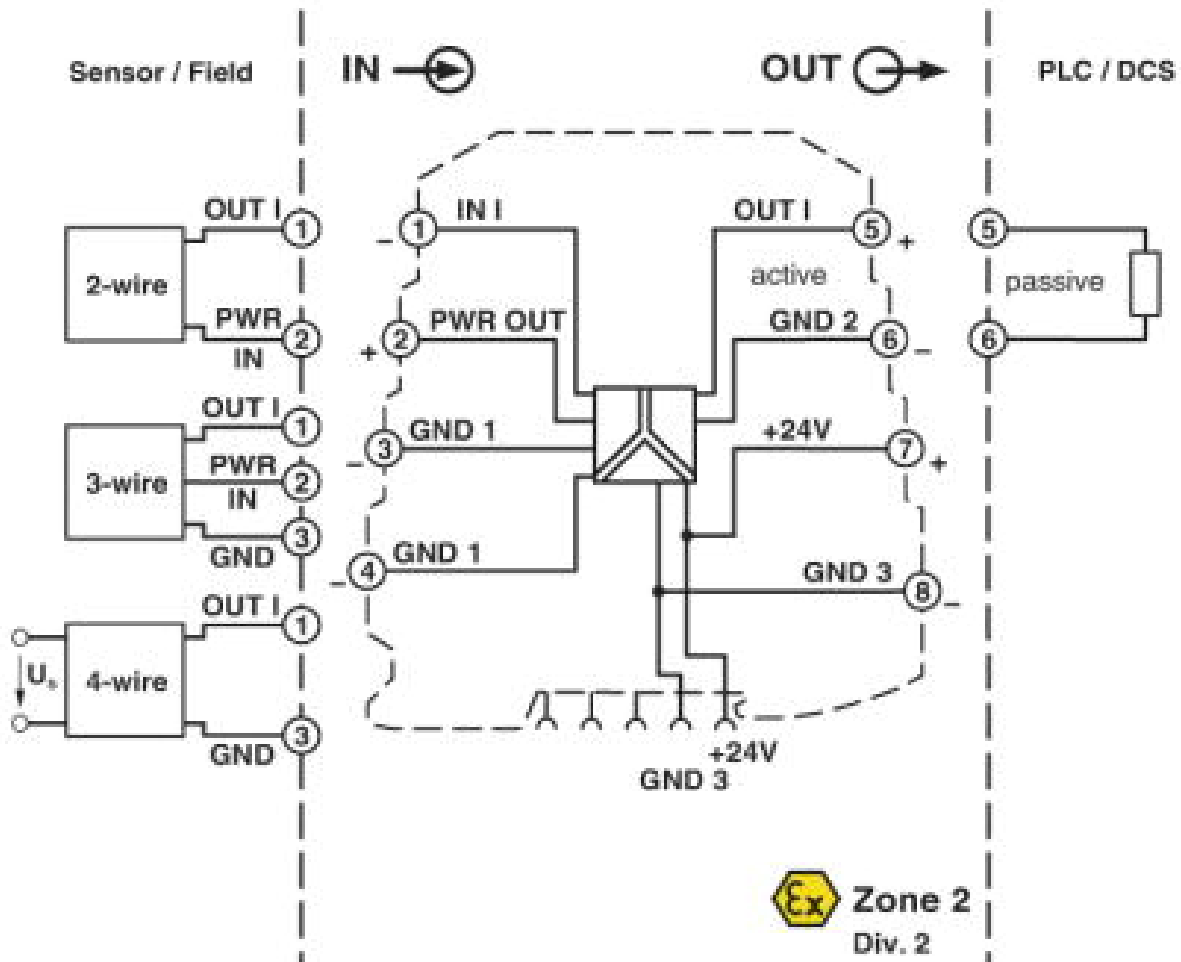 Sensor / Field
IN
OUT
PLC / DCS
OUT I
1
2-wire
PWR
2
IN
OUT I
1
PWR
3-wire
2
IN
3
GND
OUT I
1
Us
4-wire
3
GND
1
IN I
−
2
PWR OUT
+
3
GND 1
−
4
GND 1
−
OUT I
5
+
active
GND 2
6
−
+24V
7
+
GND 3
8
−
+24V
GND 3
5
passive
6
Ex
Zone 2
Div. 2